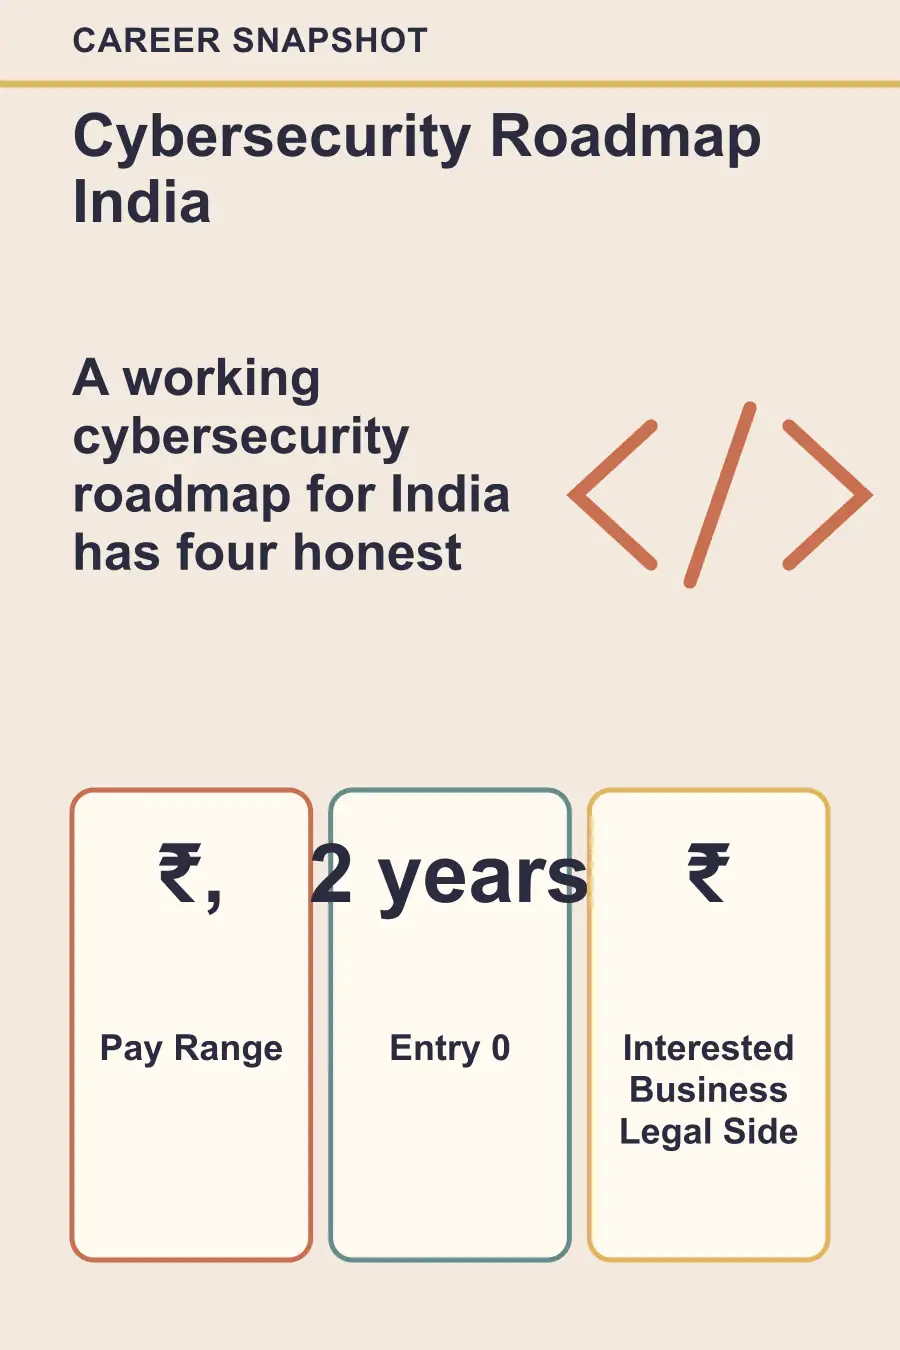 CAREER SNAPSHOT
Cybersecurity Roadmap
India
A working
cybersecurity
roadmap for India
has four honest
₹,
2 years
₹
Pay Range
Entry 0
Interested
Business
Legal Side